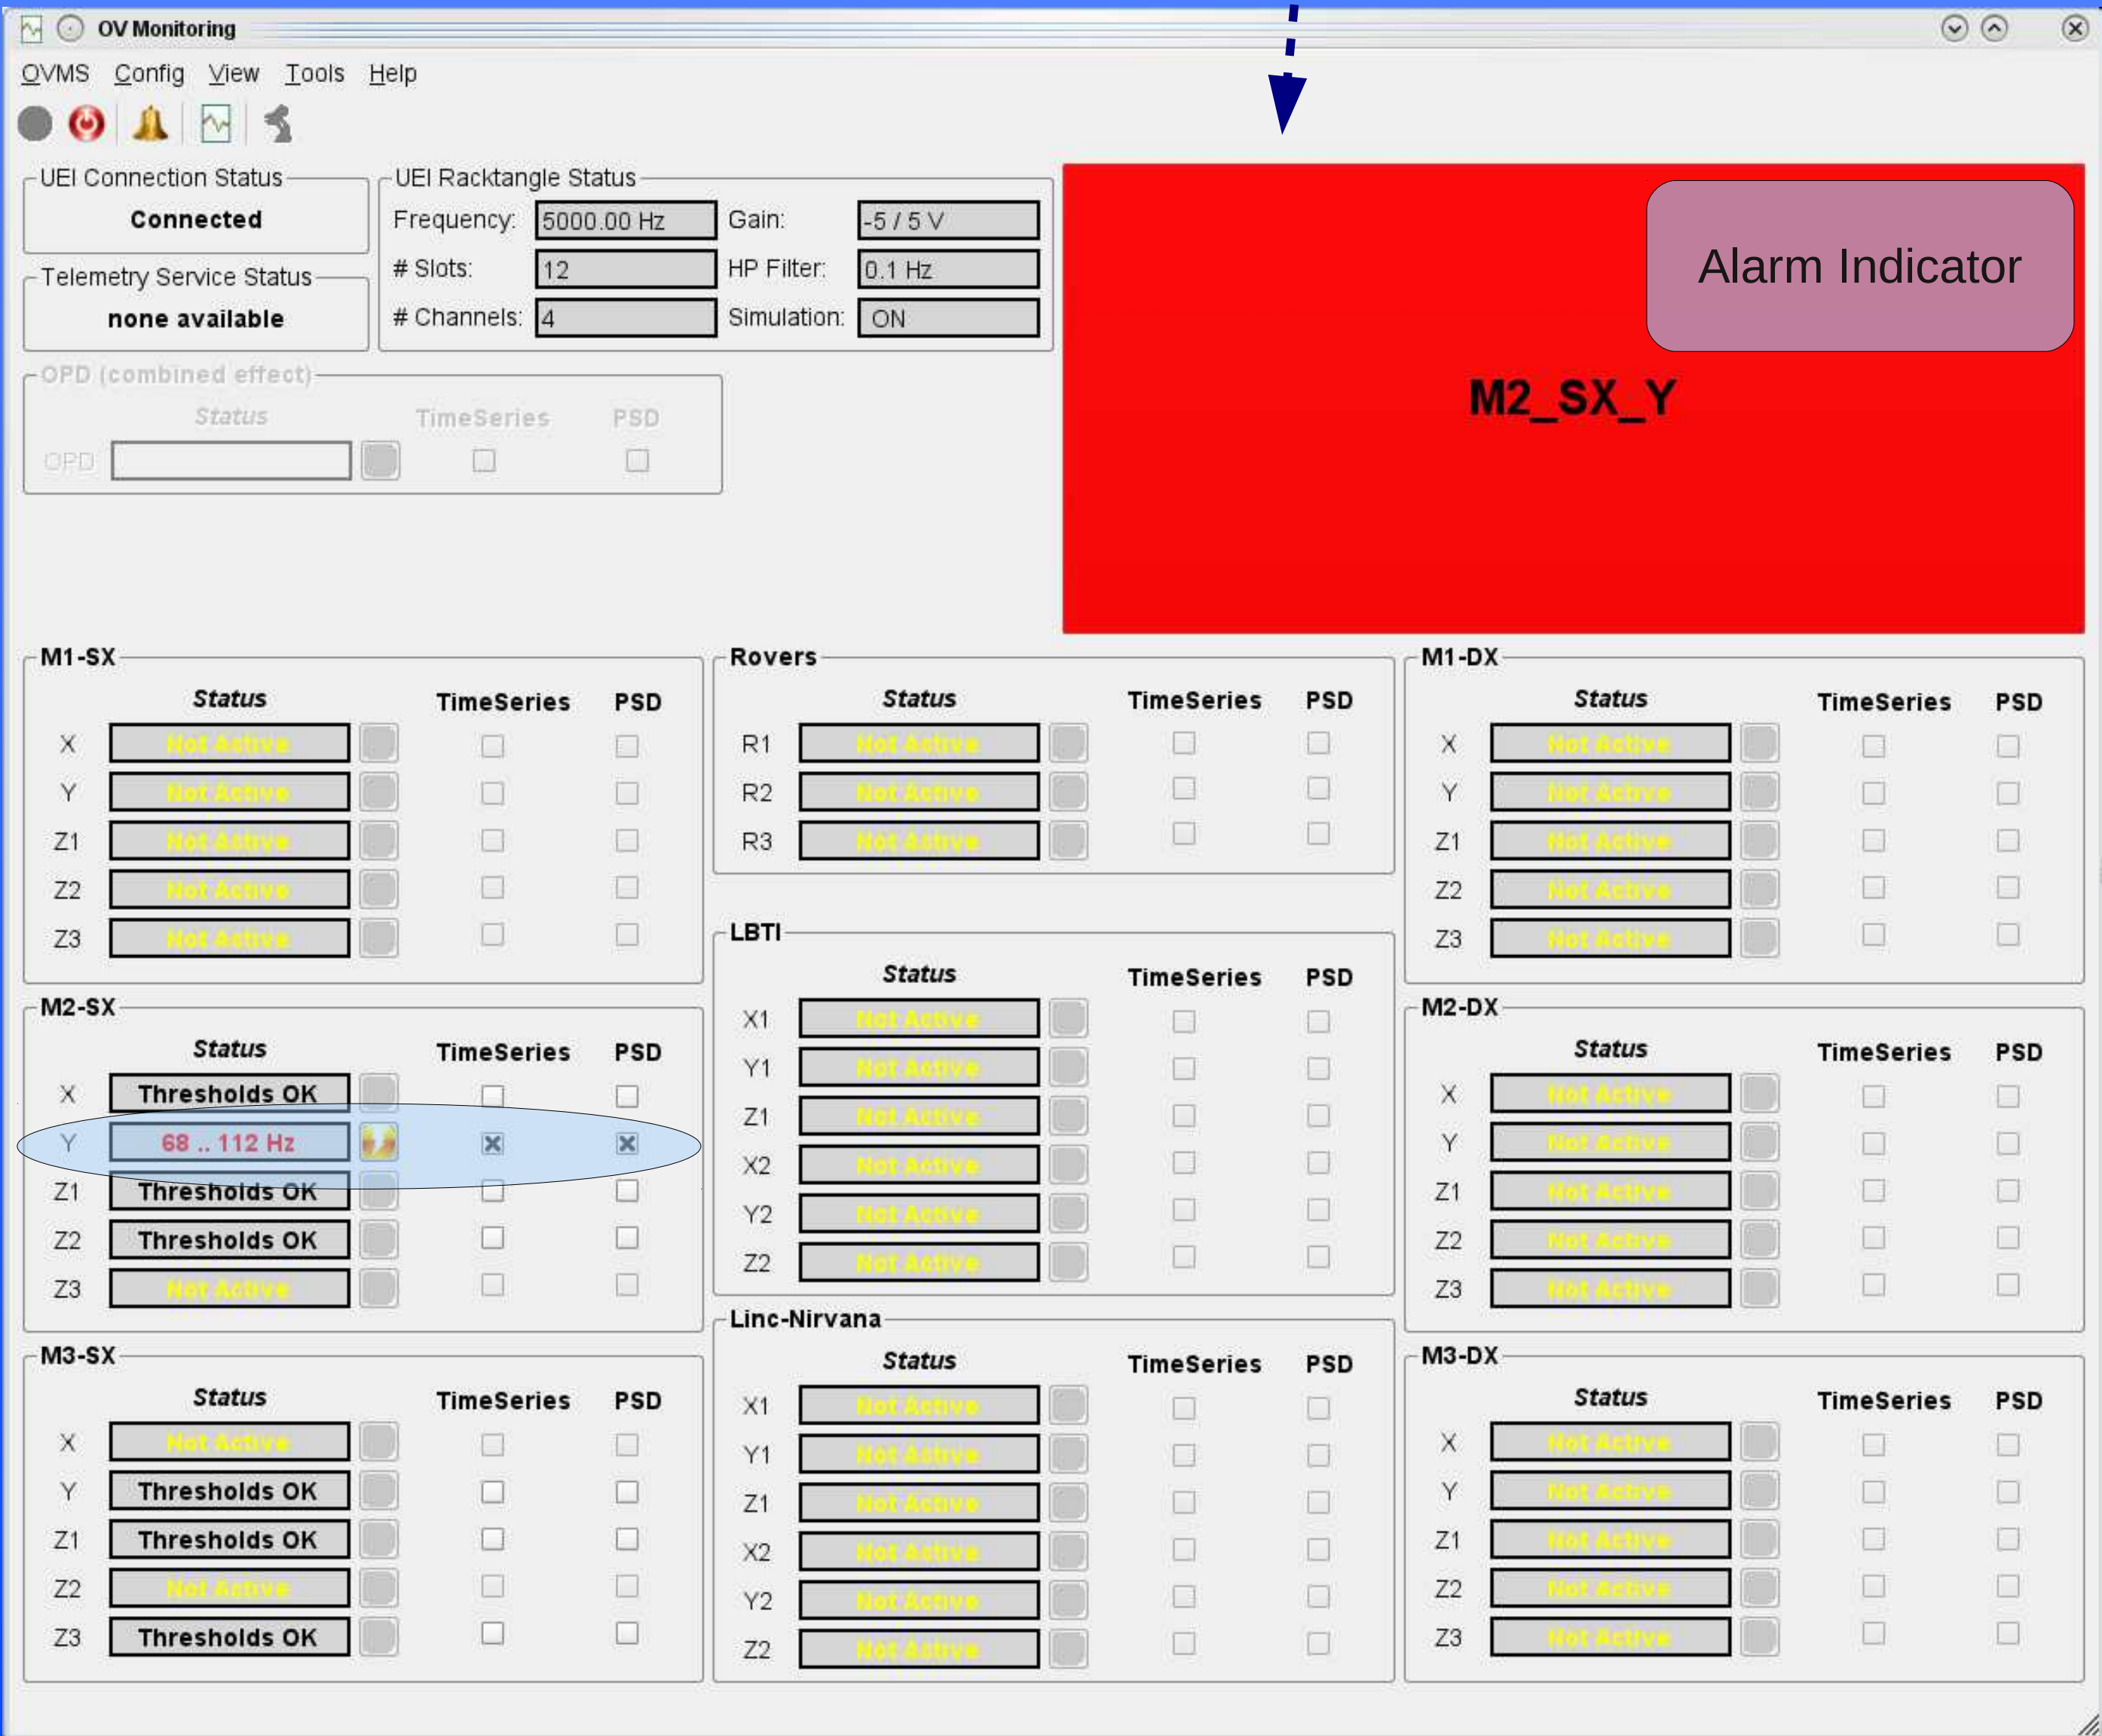 OV Monitoring
OVMS Config View Tools Help
UEI Connection Status
Connected
Telemetry Service Status
none available
UEI Racktangle Status
Frequency: 5000.00 Hz Gain: -5 / 5 V
# Slots: 12 HP Filter: 0.1 Hz
# Channels: 4 Simulation: ON
Alarm Indicator
M2_SX_Y
OPD (combined effect)
Status TimeSeries PSD
OPD
M1-SX
Status TimeSeries PSD
X Not Active
Y Not Active
Z1 Not Active
Z2 Not Active
Z3 Not Active
M2-SX
Status TimeSeries PSD
X Thresholds OK
Y 68 .. 112 Hz
Z1 Thresholds OK
Z2 Thresholds OK
Z3 Not Active
M3-SX
Status TimeSeries PSD
X Not Active
Y Thresholds OK
Z1 Thresholds OK
Z2 Not Active
Z3 Thresholds OK
Rovers
Status TimeSeries PSD
R1 Not Active
R2 Not Active
R3 Not Active
LBTI
Status TimeSeries PSD
X1 Not Active
Y1 Not Active
Z1 Not Active
X2 Not Active
Y2 Not Active
Z2 Not Active
Linc-Nirvana
Status TimeSeries PSD
X1 Not Active
Y1 Not Active
Z1 Not Active
X2 Not Active
Y2 Not Active
Z2 Not Active
M1-DX
Status TimeSeries PSD
X Not Active
Y Not Active
Z1 Not Active
Z2 Not Active
Z3 Not Active
M2-DX
Status TimeSeries PSD
X Not Active
Y Not Active
Z1 Not Active
Z2 Not Active
Z3 Not Active
M3-DX
Status TimeSeries PSD
X Not Active
Y Not Active
Z1 Not Active
Z2 Not Active
Z3 Not Active